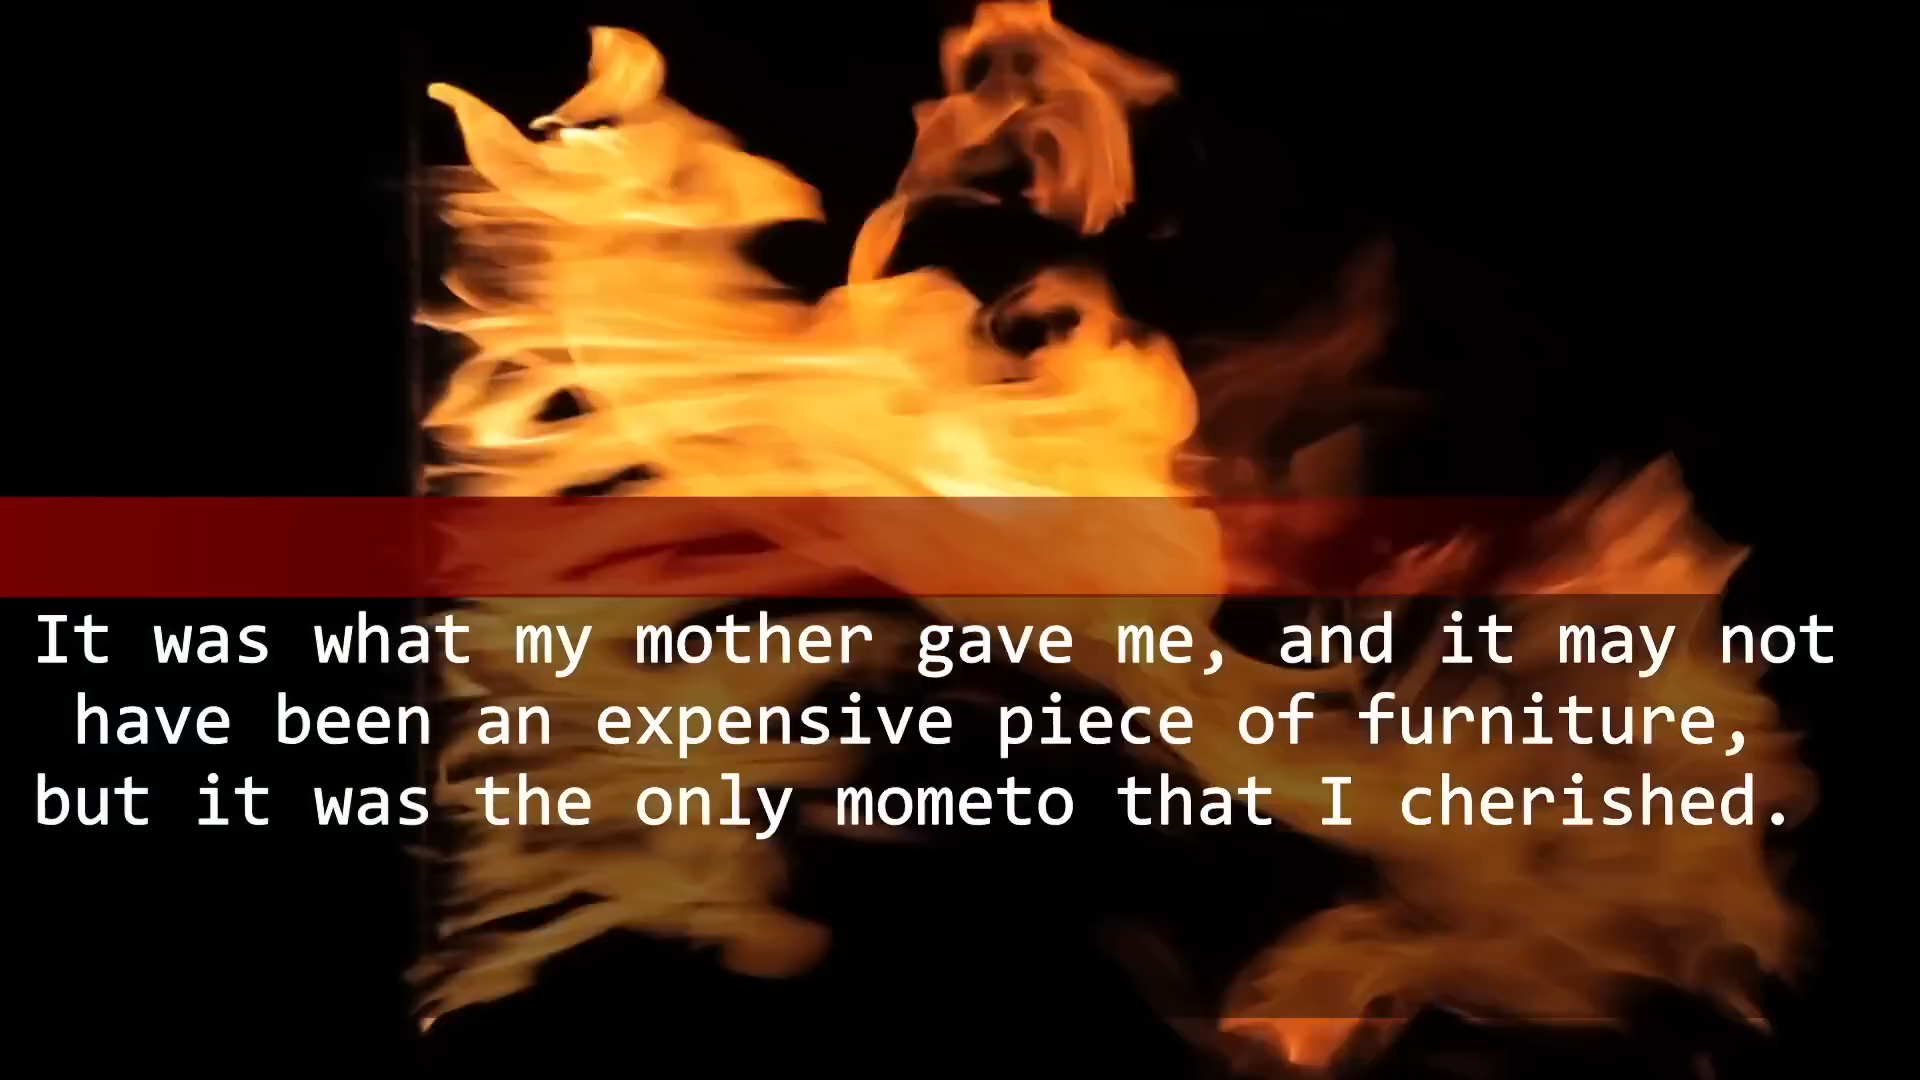 It was what my mother gave me, and it may not
have been an expensive piece of furniture,
but it was the only mometo that I cherished.